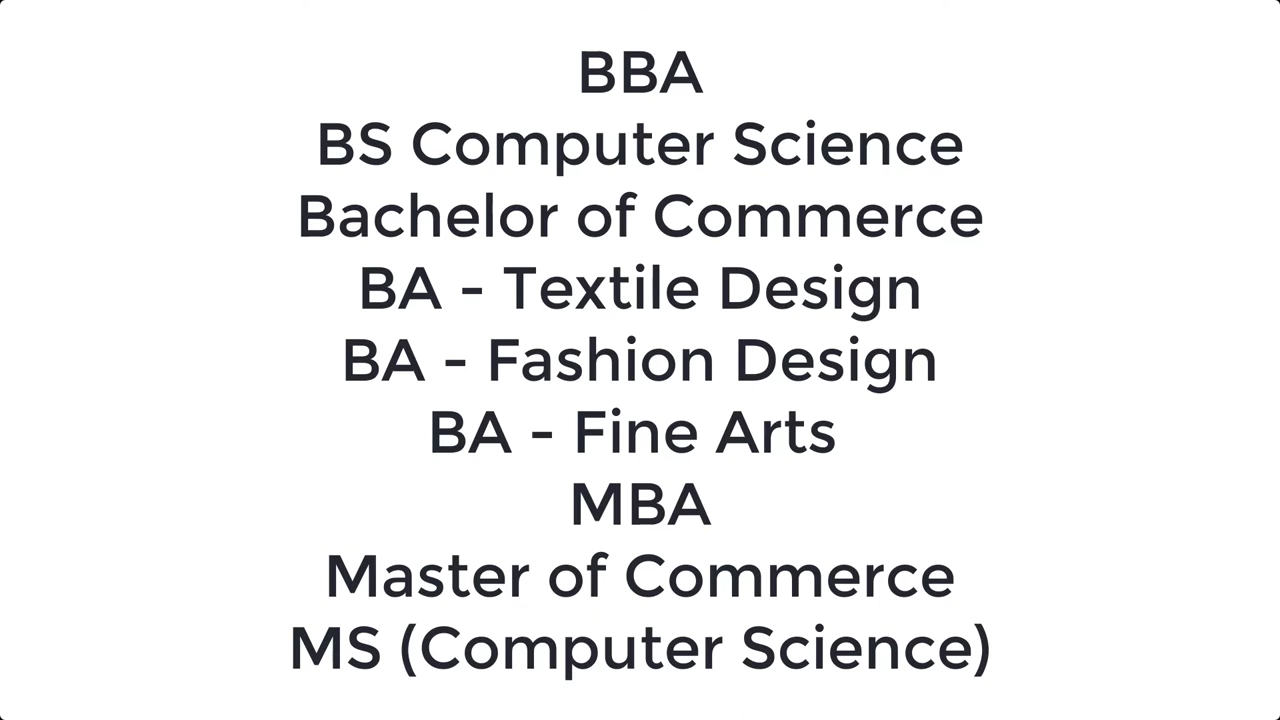 BBA
BS Computer Science
Bachelor of Commerce
BA - Textile Design
BA - Fashion Design
BA - Fine Arts
MBA
Master of Commerce
MS (Computer Science)